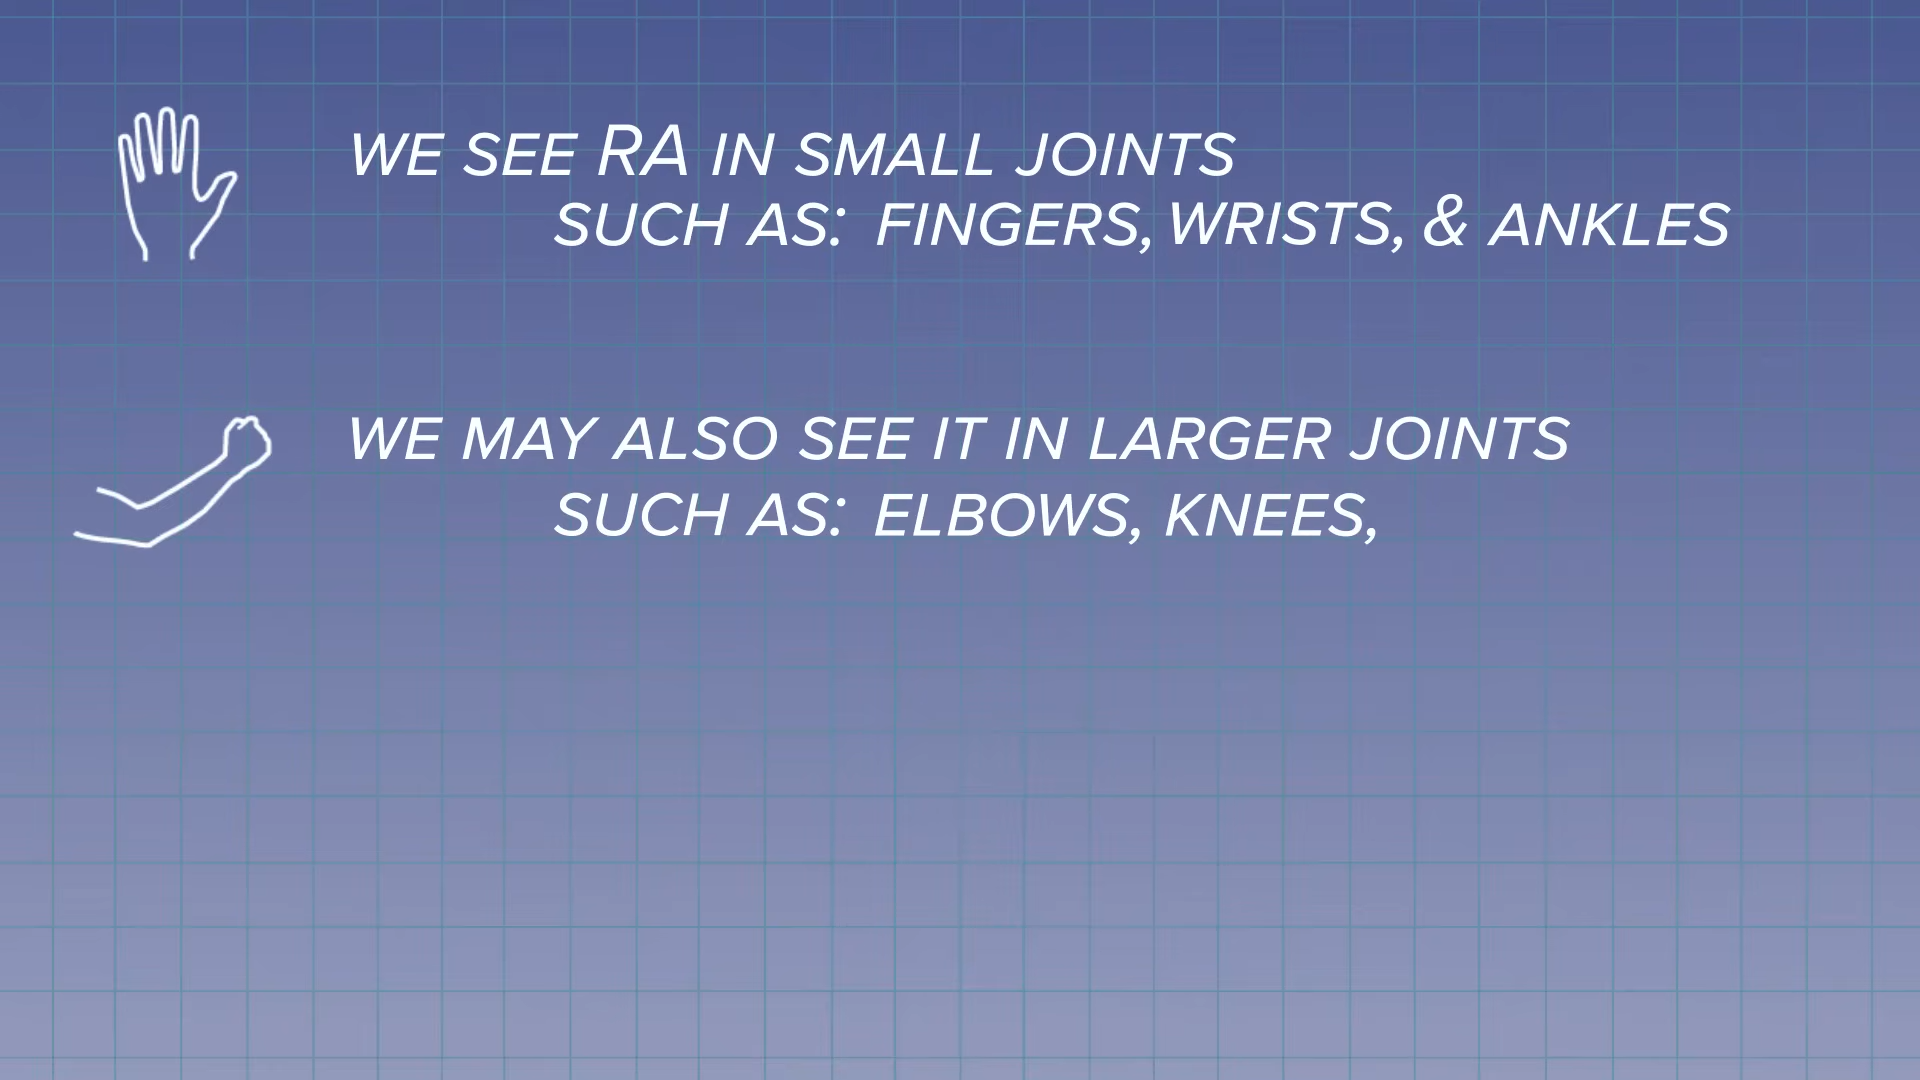 WE SEE RA IN SMALL JOINTS
SUCH AS: FINGERS, WRISTS, & ANKLES
WE MAY ALSO SEE IT IN LARGER JOINTS
SUCH AS: ELBOWS, KNEES,